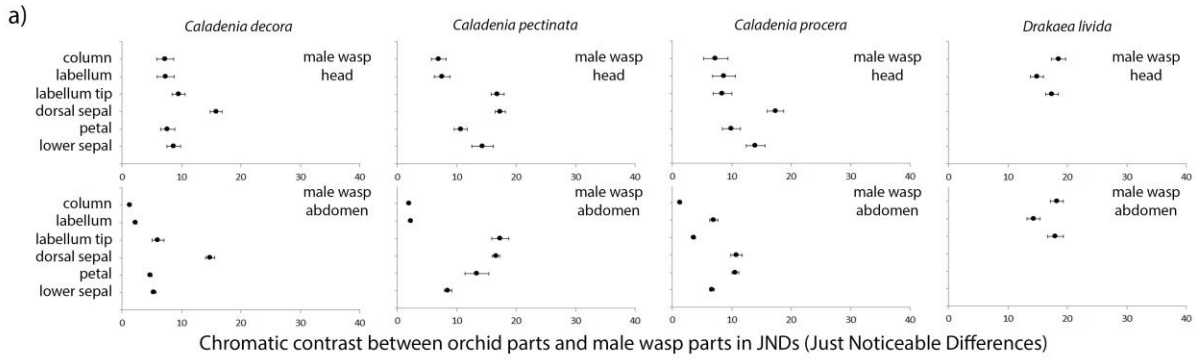 a)
Caladenia decora
Caladenia pectinata
Caladenia procera
Drakaea livida
column
labellum
labellum tip
dorsal sepal
petal
lower sepal
male wasp
head
male wasp
head
male wasp
head
male wasp
head
0 10 20 30 40
0 10 20 30 40
0 10 20 30 40
0 10 20 30 40
column
labellum
labellum tip
dorsal sepal
petal
lower sepal
male wasp
abdomen
male wasp
abdomen
male wasp
abdomen
male wasp
abdomen
0 10 20 30 40
0 10 20 30 40
0 10 20 30 40
0 10 20 30 40
Chromatic contrast between orchid parts and male wasp parts in JNDs (Just Noticeable Differences)